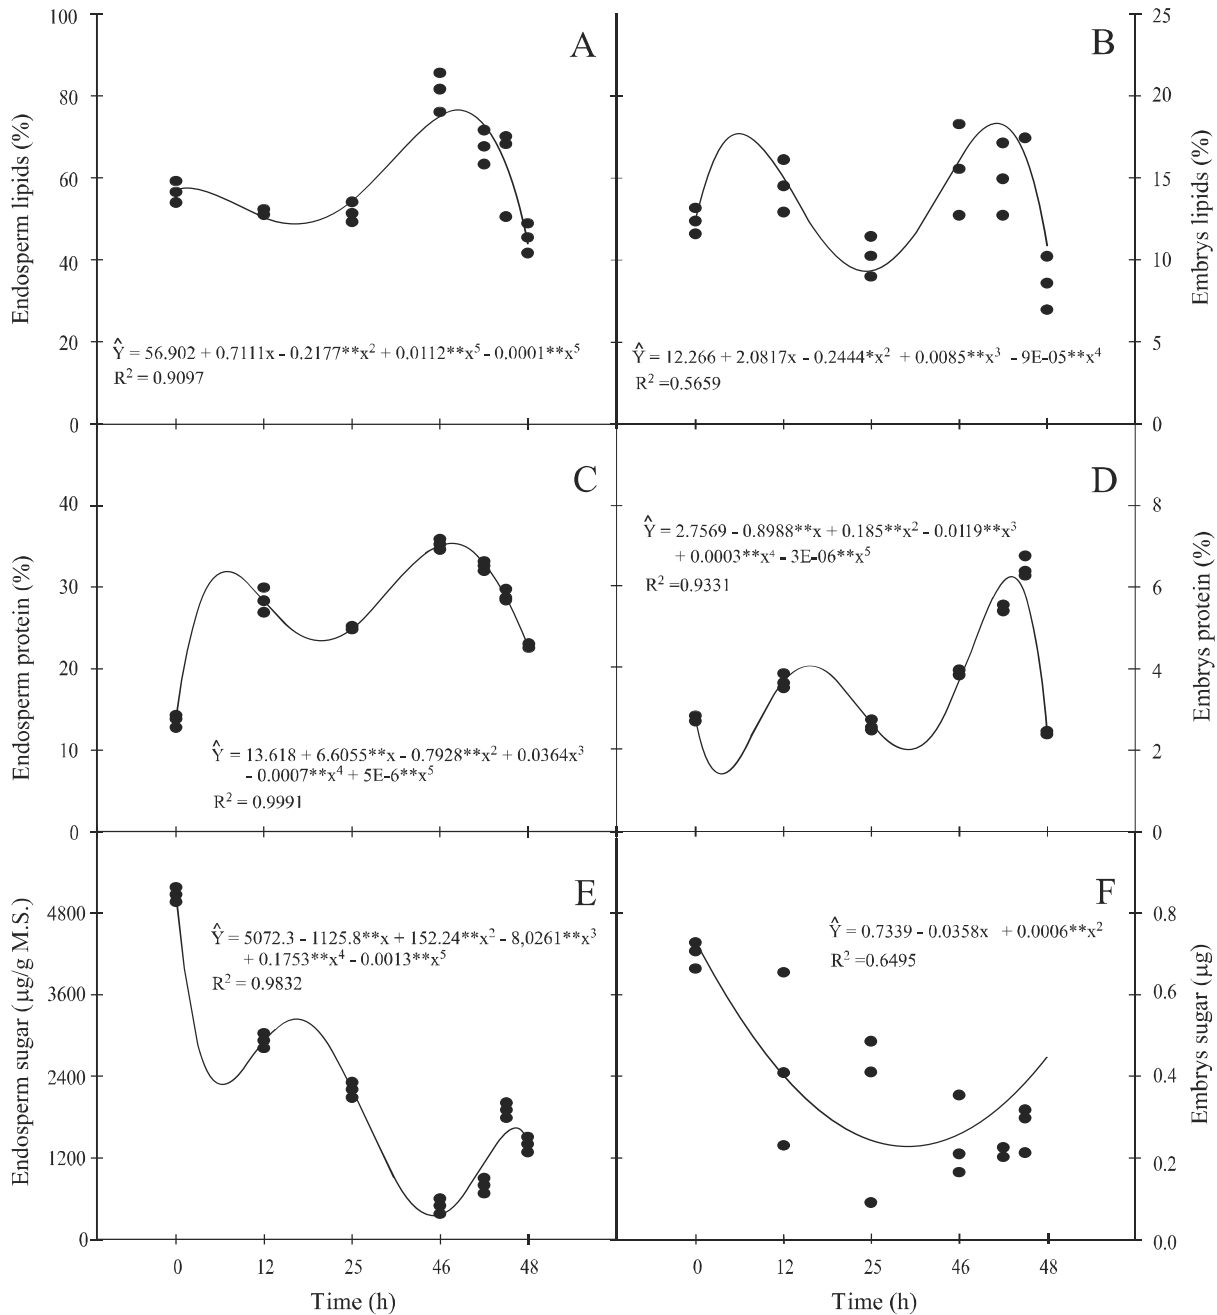 100
80
60
40
20
0
Endosperm lipids (%)
A
Ŷ = 56.902 + 0.7111x - 0.2177**x² + 0.0112**x⁵ - 0.0001**x⁵
R² = 0.9097
25
20
15
10
5
0
Embrys lipids (%)
B
Ŷ = 12.266 + 2.0817x - 0.2444*x² + 0.0085**x³ - 9E-05**x⁴
R² =0.5659
40
30
20
10
0
Endosperm protein (%)
C
Ŷ = 13.618 + 6.6055**x - 0.7928**x² + 0.0364x³
- 0.0007**x⁴ + 5E-6**x⁵
R² = 0.9991
8
6
4
2
0
Embrys protein (%)
D
Ŷ = 2.7569 - 0.8988**x + 0.185**x² - 0.0119**x³
+ 0.0003**x⁴ - 3E-06**x⁵
R² = 0.9331
4800
3600
2400
1200
0
Endosperm sugar (µg/g M.S.)
E
Ŷ = 5072.3 - 1125.8**x + 152.24**x² - 8,0261**x³
+ 0.1753**x⁴ - 0.0013**x⁵
R² = 0.9832
0 12 25 46 48
Time (h)
0.8
0.6
0.4
0.2
0.0
Embrys sugar (µg)
F
Ŷ = 0.7339 - 0.0358x + 0.0006**x²
R² =0.6495
0 12 25 46 48
Time (h)